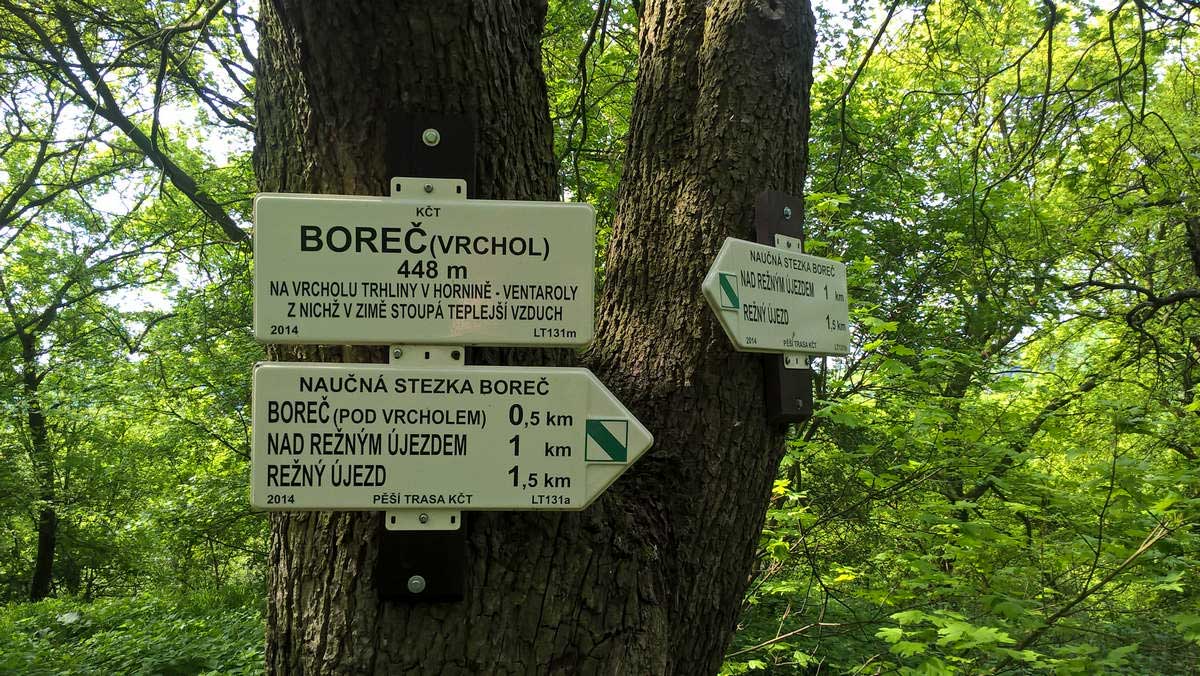 KČT
BOREČ (VRCHOL)
448 m
NA VRCHOLU TRHLINY V HORNINĚ - VENTAROLY
Z NICHŽ V ZIMĚ STOUPÁ TEPLEJŠÍ VZDUCH
2014 LT131m
NAUČNÁ STEZKA BOREČ
BOREČ (POD VRCHOLEM) 0,5 km
NAD REŽNÝM ÚJEZDEM 1 km
REŽNÝ ÚJEZD 1,5 km
2014 PĚŠÍ TRASA KČT LT131a
NAUČNÁ STEZKA BOREČ
NAD REŽNÝM ÚJEZDEM 1 km
REŽNÝ ÚJEZD 1,5 km
2014 PĚŠÍ TRASA KČT